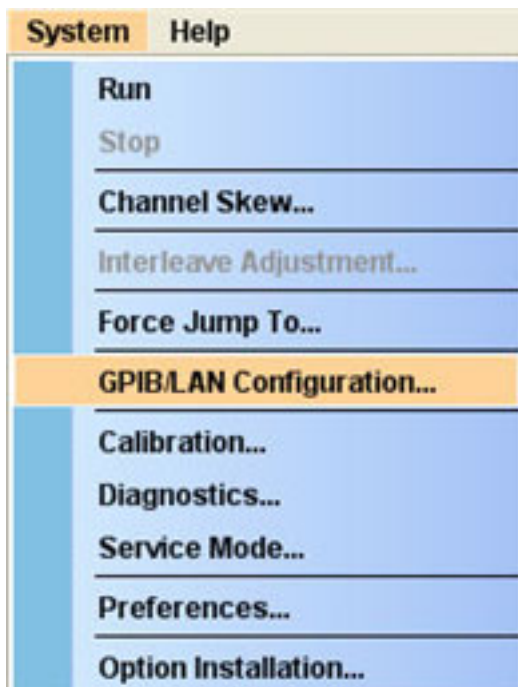 System Help
Run
Stop
Channel Skew...
Interleave Adjustment...
Force Jump To...
GPIB/LAN Configuration...
Calibration...
Diagnostics...
Service Mode...
Preferences...
Option Installation...